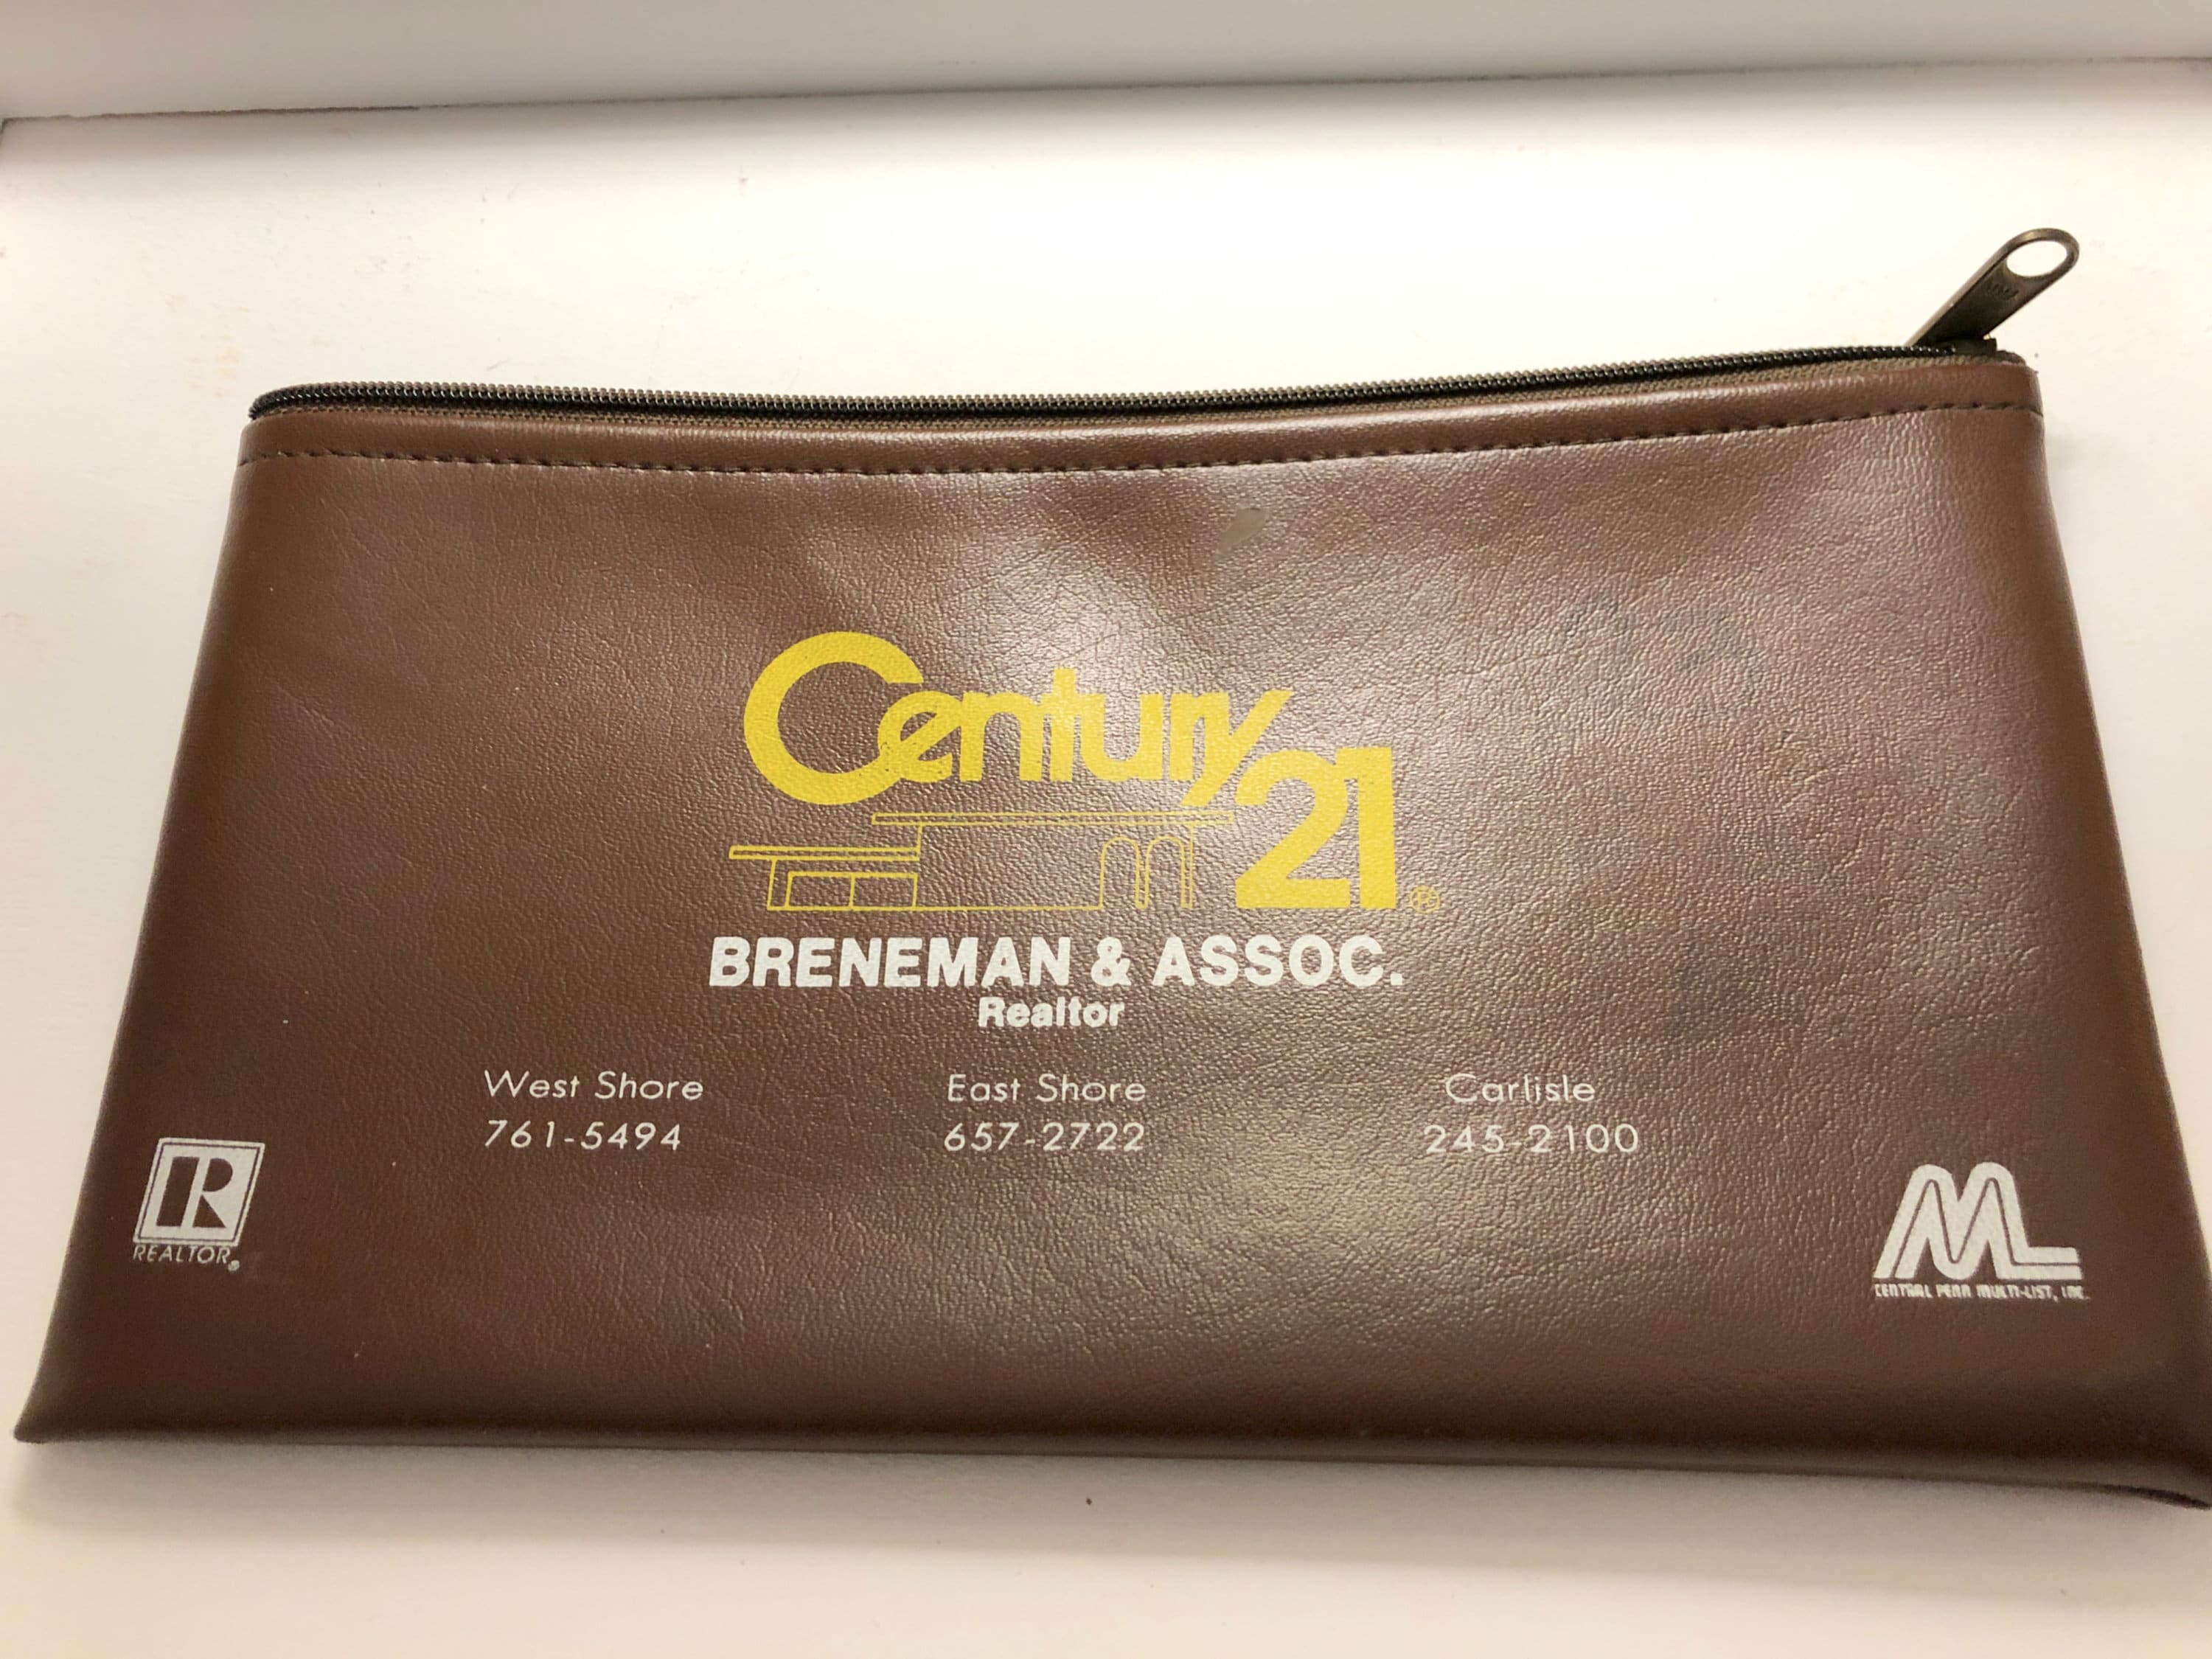 Century 21®
BRENEMAN & ASSOC.
Realtor
West Shore
761-5494
East Shore
657-2722
Carlisle
245-2100
R
REALTOR®
ML
CENTRAL PENN MULTI-LIST, INC.